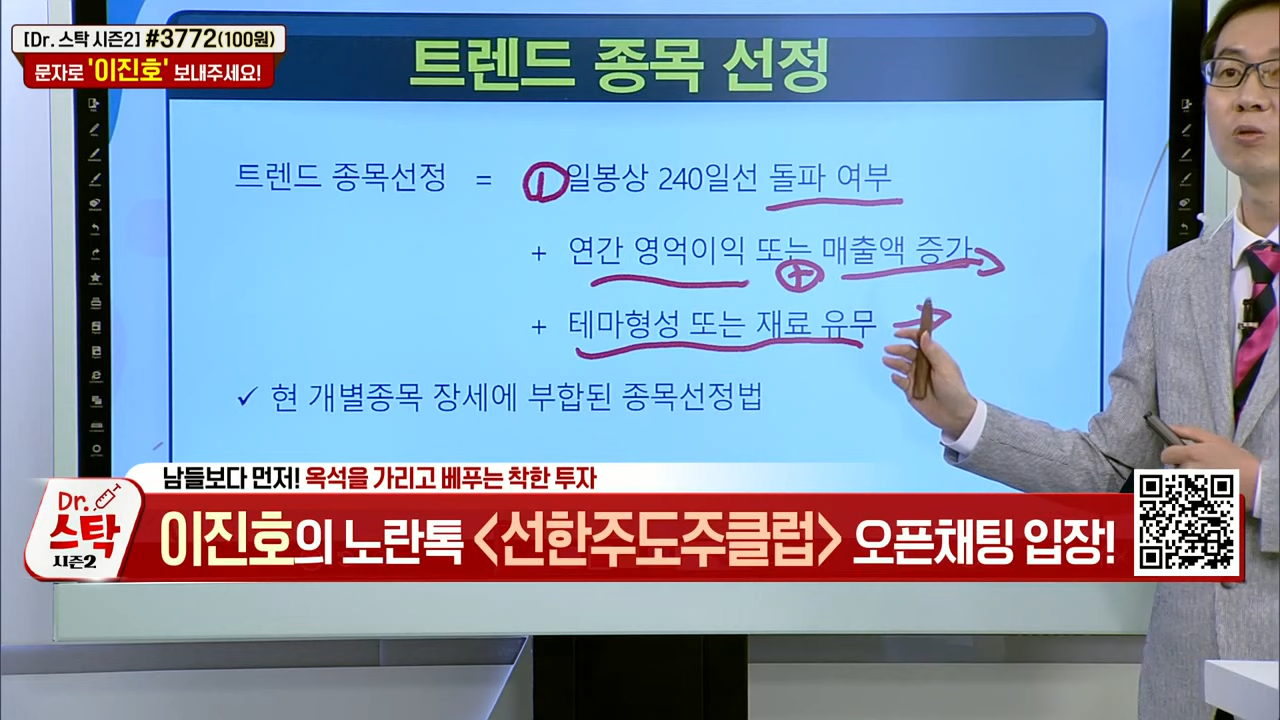 [Dr. 스탁 시즌2] #3772(100원)
문자로 '이진호' 보내주세요!
트렌드 종목 선정
트렌드 종목선정 = ① 일봉상 240일선 돌파 여부
+ 연간 영억이익 또는 매출액 증가
+
+ 테마형성 또는 재료 유무
✓ 현 개별종목 장세에 부합된 종목선정법
남들보다 먼저! 옥석을 가리고 베푸는 착한 투자
Dr.
스탁
시즌2
이진호의 노란톡 <선한주도주클럽> 오픈채팅 입장!